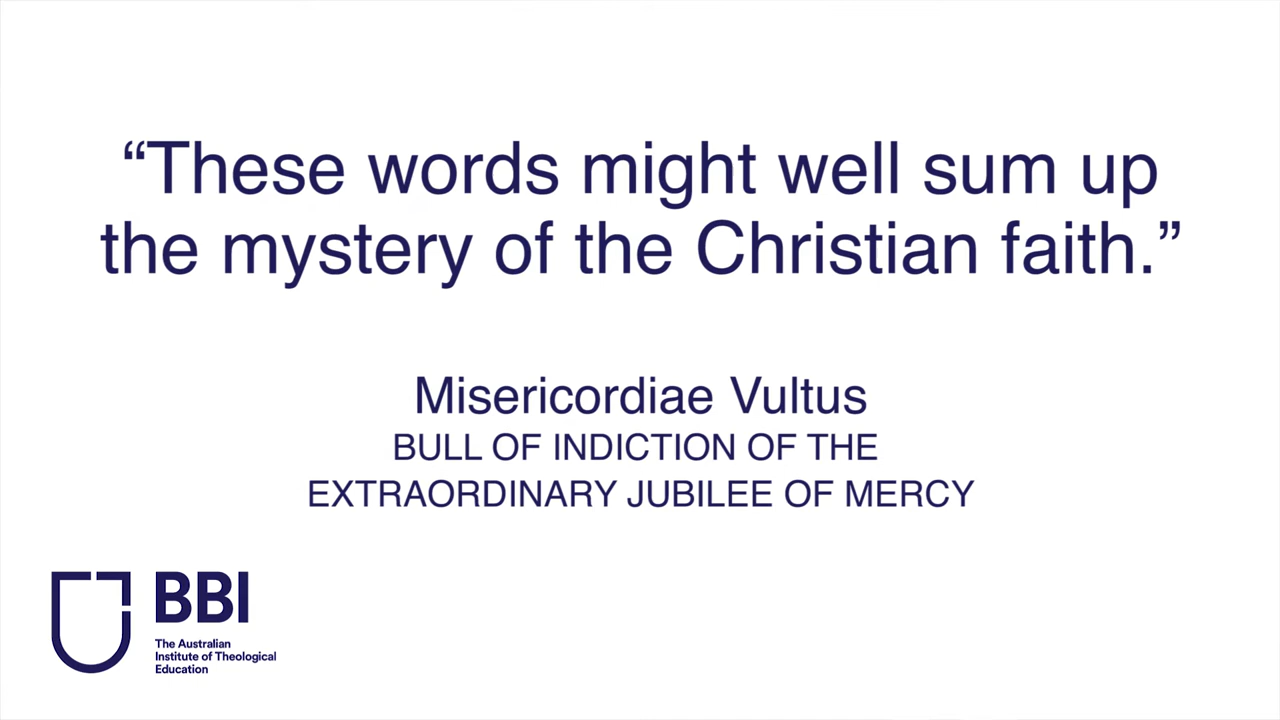 “These words might well sum up
the mystery of the Christian faith.”
Misericordiae Vultus
BULL OF INDICTION OF THE
EXTRAORDINARY JUBILEE OF MERCY
BBI
The Australian
Institute of Theological
Education